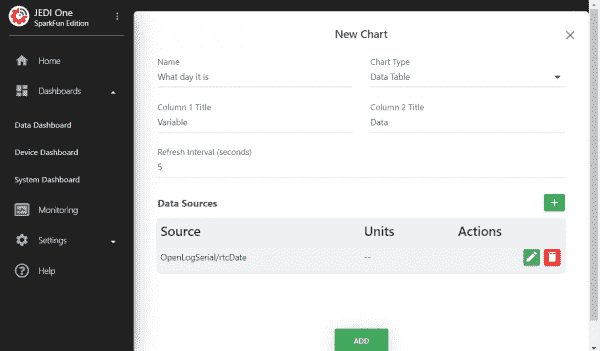 JEDI One
SparkFun Edition
Home
Dashboards
Data Dashboard
Device Dashboard
System Dashboard
Monitoring
Settings
Help
New Chart
Name
Chart Type
What day it is
Data Table
Column 1 Title
Column 2 Title
Variable
Data
Refresh Interval (seconds)
5
Data Sources
Source Units Actions
OpenLogSerial/rtcDate --
ADD